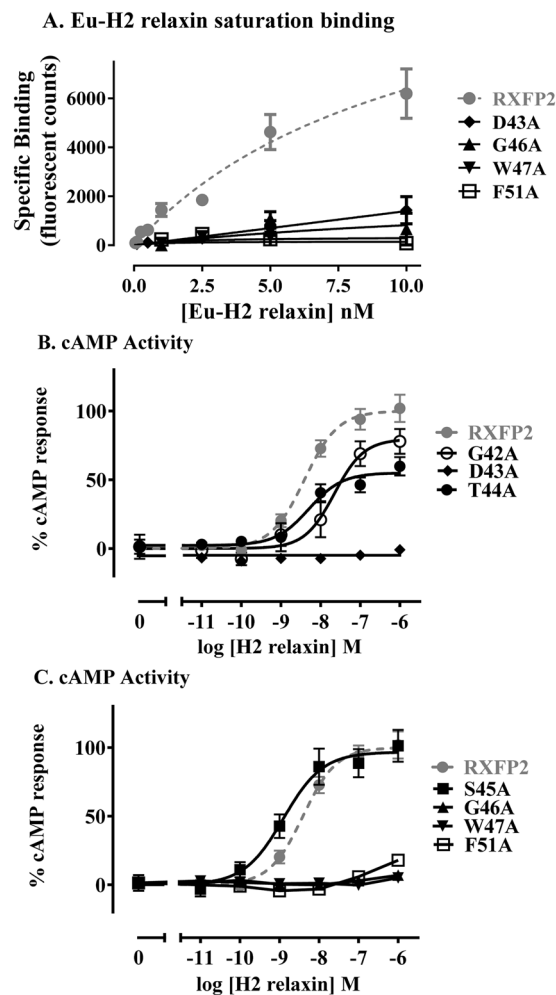 A. Eu-H2 relaxin saturation binding
Specific Binding
(fluorescent counts)
6000
4000
2000
0
0.0 2.5 5.0 7.5 10.0
[Eu-H2 relaxin] nM
RXFP2
D43A
G46A
W47A
F51A
B. cAMP Activity
% cAMP response
100
50
0
0 -11 -10 -9 -8 -7 -6
log [H2 relaxin] M
RXFP2
G42A
D43A
T44A
C. cAMP Activity
% cAMP response
100
50
0
0 -11 -10 -9 -8 -7 -6
log [H2 relaxin] M
RXFP2
S45A
G46A
W47A
F51A